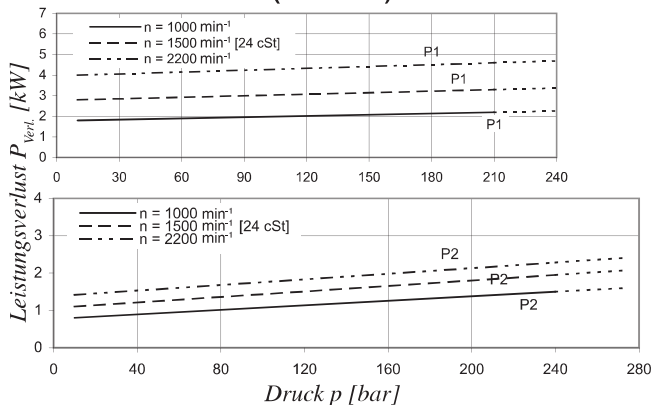 7
6
5
4
3
2
1
0
n = 1000 min-1
n = 1500 min-1 [24 cSt]
n = 2200 min-1
P1
P1
P1
0 30 60 90 120 150 180 210 240
Leistungsverlust PVerl. [kW]
4
3
2
1
0
n = 1000 min-1
n = 1500 min-1 [24 cSt]
n = 2200 min-1
P2
P2
P2
0 40 80 120 160 200 240 280
Druck p [bar]